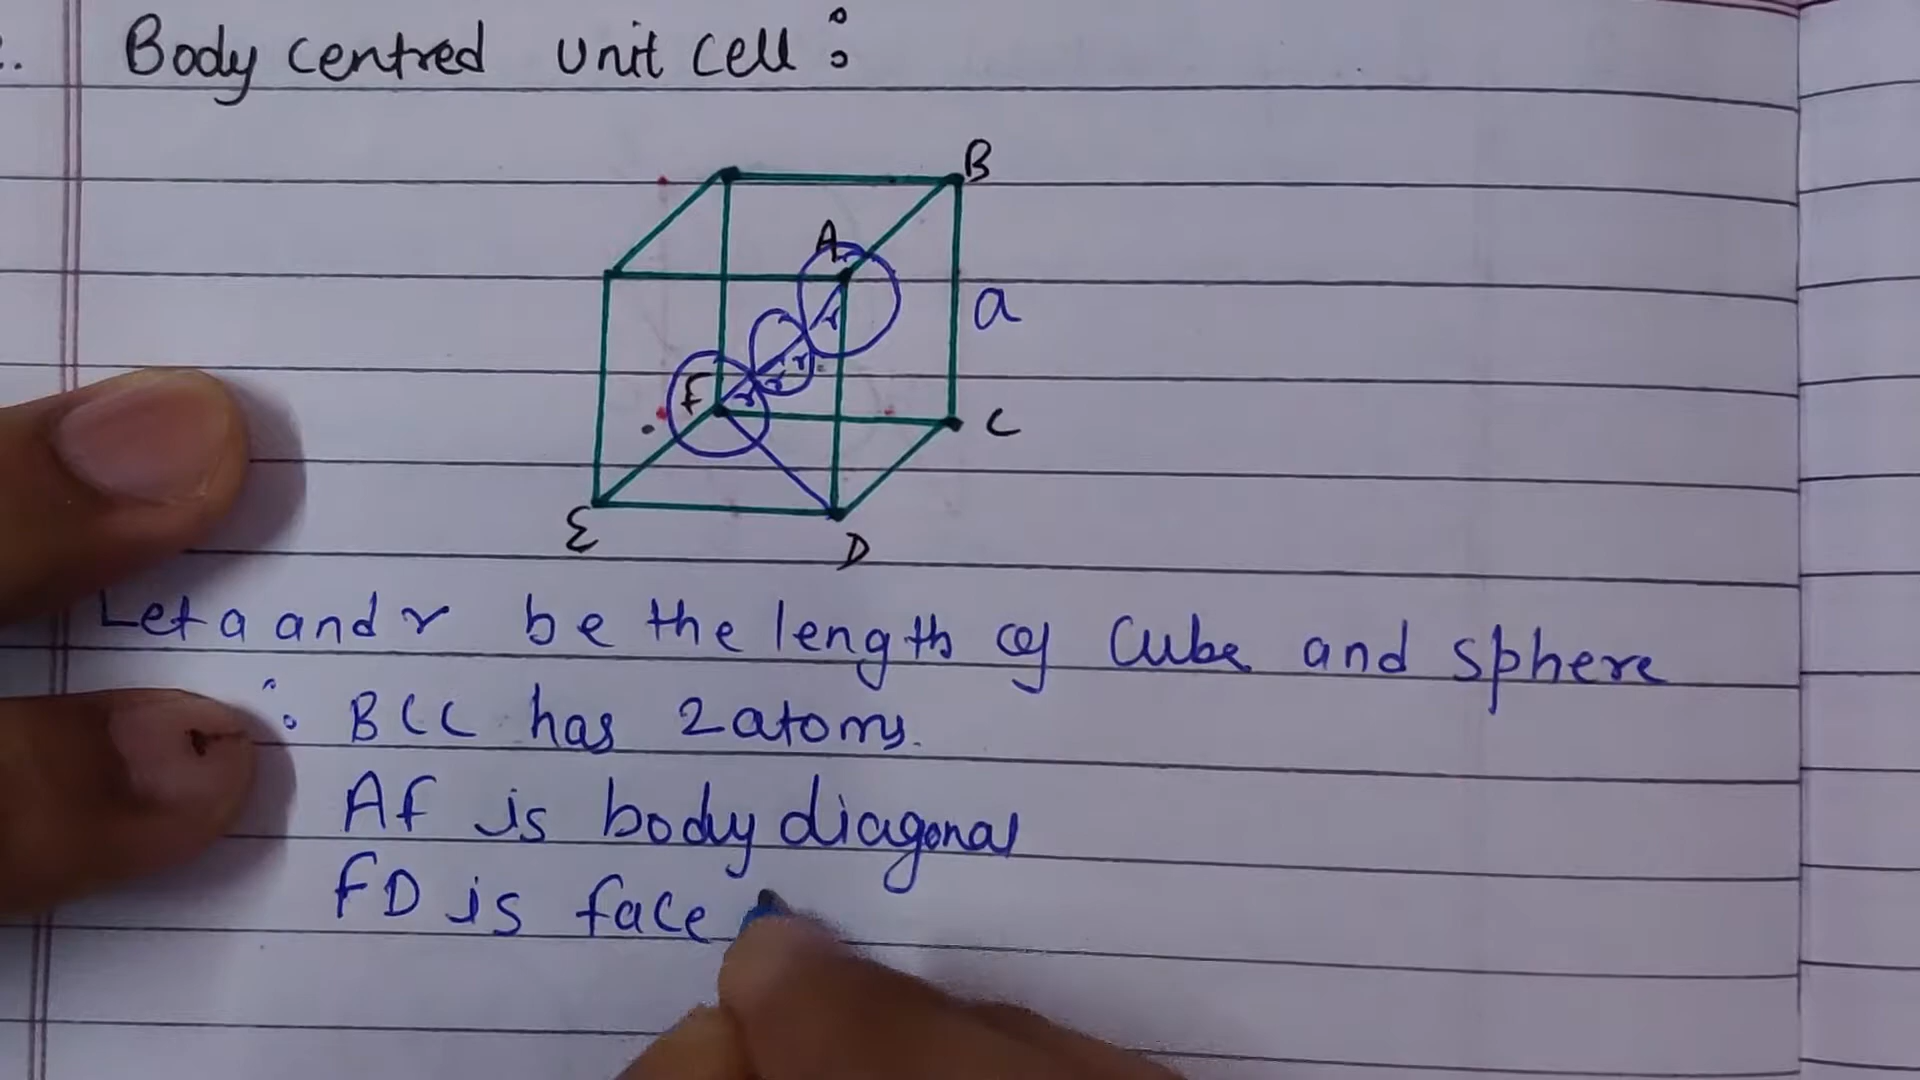 Body centred unit cell :
B
A
a
r
r
r
r
F
C
E
D
Let a and r be the length of cube and sphere
∴ BCC has 2 atoms.
AF is body diagonal
FD is face